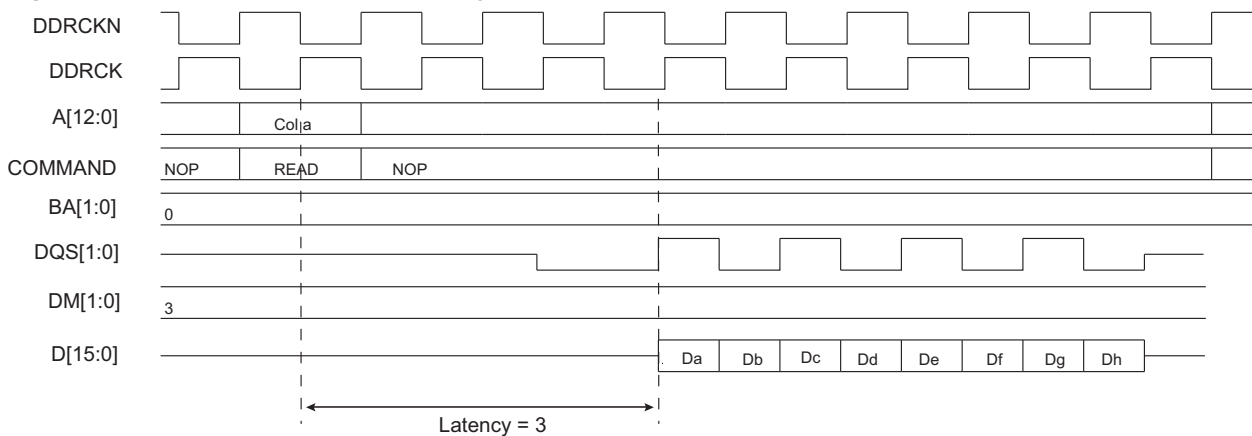 DDRCKN
DDRCK
A[12:0] Col a
COMMAND NOP READ NOP
BA[1:0] 0
DQS[1:0]
DM[1:0] 3
D[15:0] Da Db Dc Dd De Df Dg Dh
Latency = 3